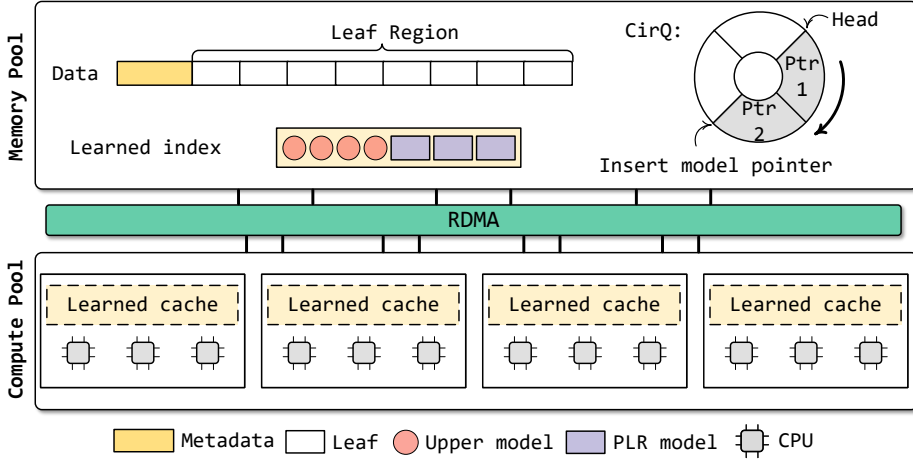 Memory Pool
Leaf Region
CirQ:
Head
Data
Ptr
1
Ptr
2
Learned index
Insert model pointer
RDMA
Compute Pool
Learned cache
Learned cache
Learned cache
Learned cache
Metadata
Leaf
Upper model
PLR model
CPU